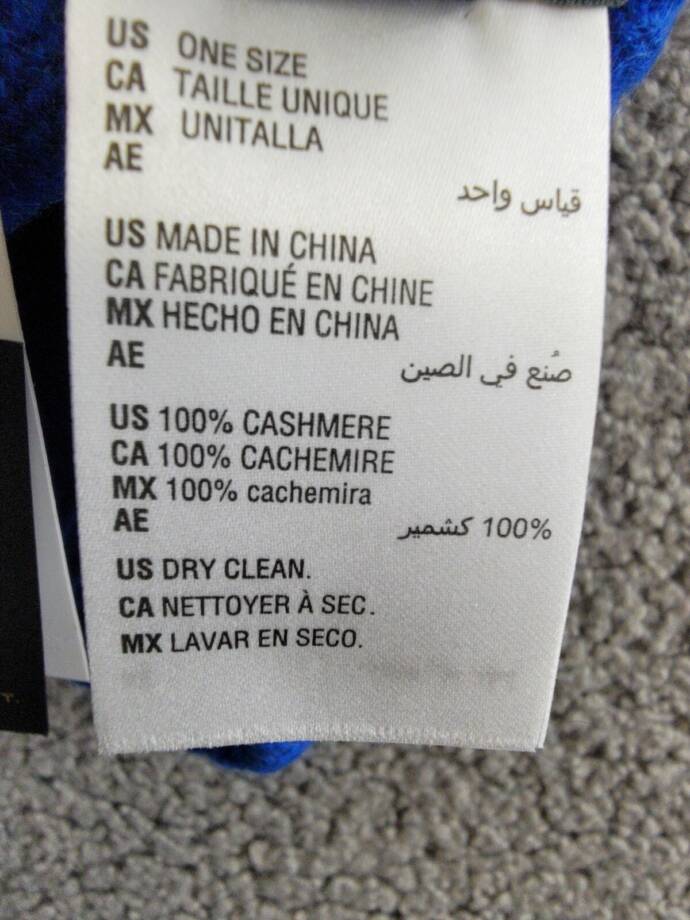 US ONE SIZE
CA TAILLE UNIQUE
MX UNITALLA
AE
قياس واحد
US MADE IN CHINA
CA FABRIQUÉ EN CHINE
MX HECHO EN CHINA
AE
صُنع في الصين
US 100% CASHMERE
CA 100% CACHEMIRE
MX 100% cachemira
AE
100% كشمير
US DRY CLEAN.
CA NETTOYER À SEC.
MX LAVAR EN SECO.
T.